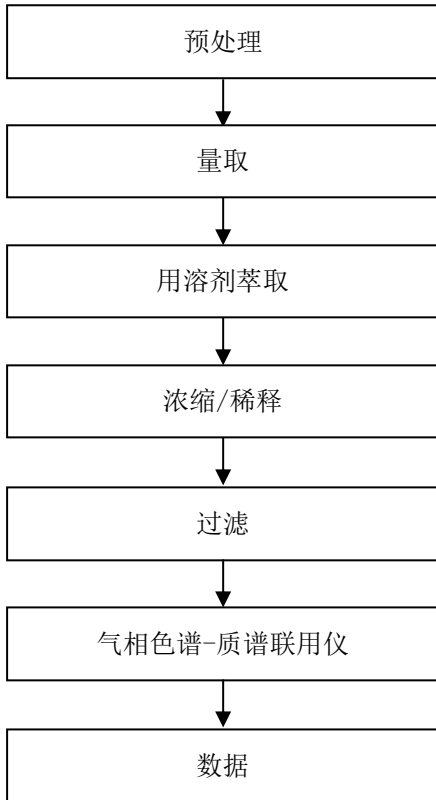 预处理
量取
用溶剂萃取
浓缩/稀释
过滤
气相色谱-质谱联用仪
数据